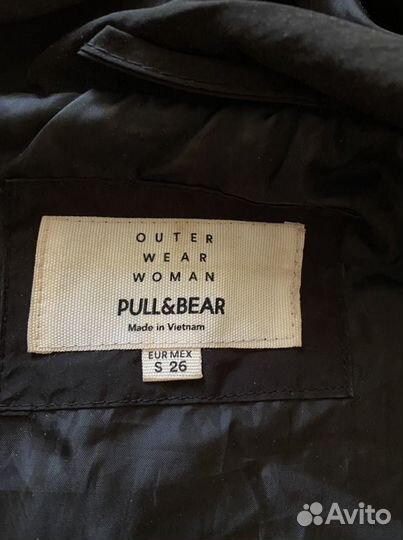 OUTER
WEAR
WOMAN
PULL&BEAR
Made in Vietnam
EUR MEX
S 26
Avito